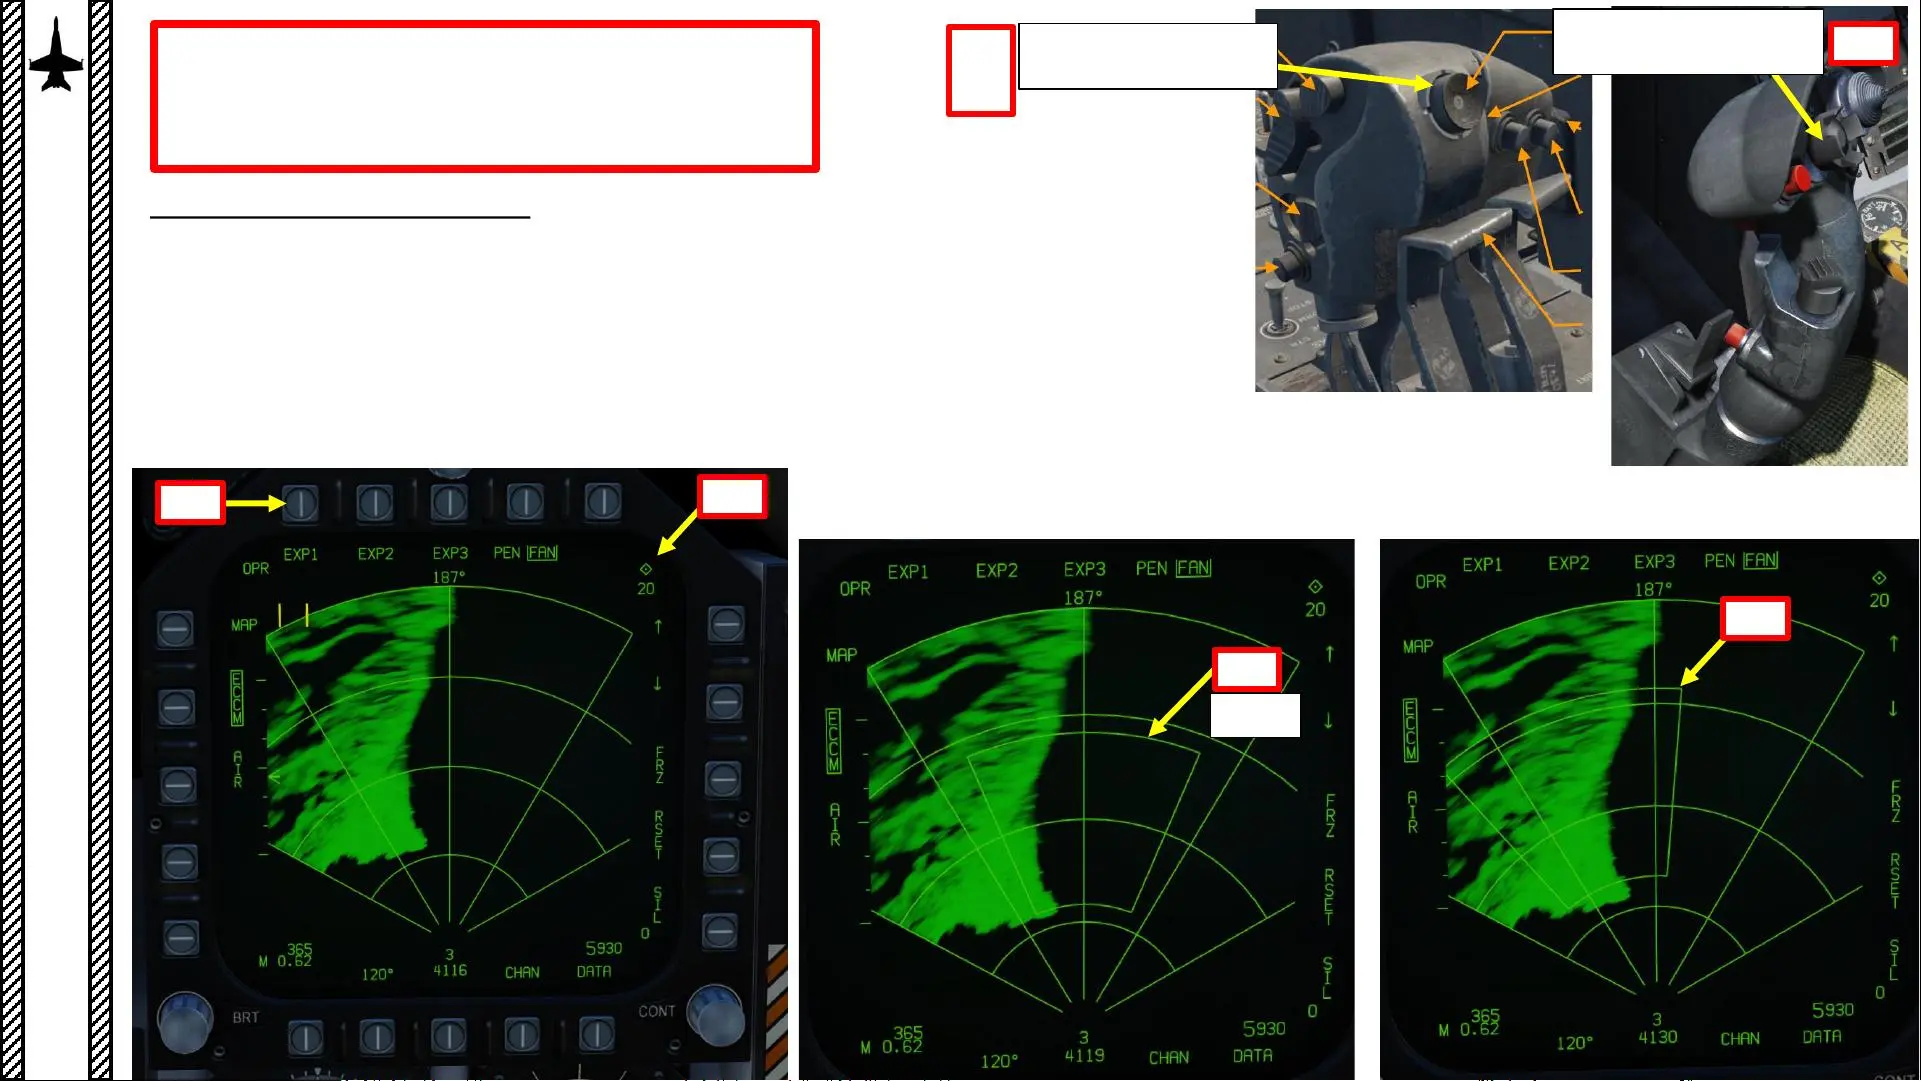 OPR
EXP1
EXP2
EXP3
PEN
FAN
187°
20
MAP
ECCM
AIR
FRZ
RSET
SIL
0
365
M 0.62
120°
3
4116
CHAN
5930
DATA
BRT
CONT
OPR
EXP1
EXP2
EXP3
PEN
FAN
187°
20
MAP
ECCM
AIR
FRZ
RSET
SIL
0
365
M 0.62
120°
3
4119
CHAN
5930
DATA
OPR
EXP1
EXP2
EXP3
PEN
FAN
187°
20
MAP
ECCM
AIR
FRZ
RSET
SIL
0
365
M 0.62
120°
3
4130
CHAN
5930
DATA
CONT